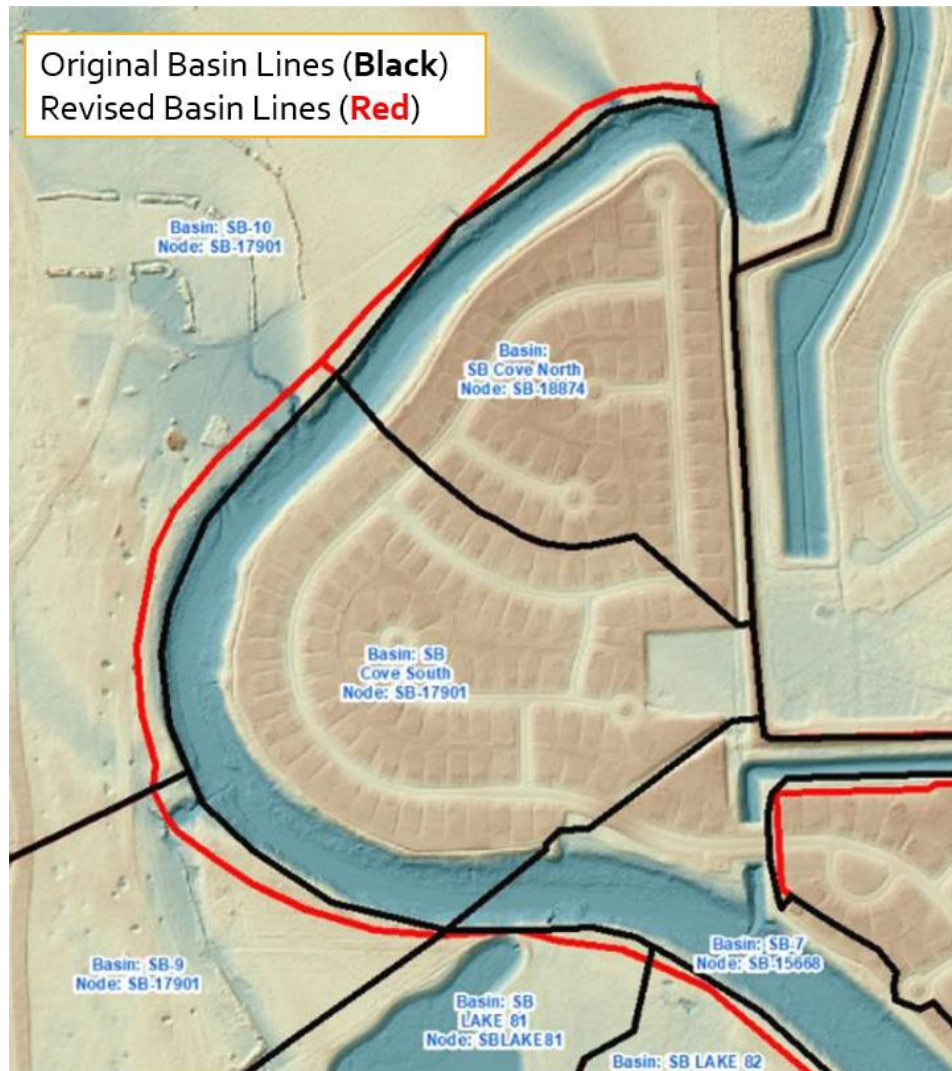 Original Basin Lines (Black)
Revised Basin Lines (Red)
Basin: SB-10
Node: SB-17901
Basin:
SB Cove North
Node: SB-18874
Basin: SB
Cove South
Node: SB-17901
Basin: SB-7
Node: SB-15668
Basin: SB-9
Node: SB-17901
Basin: SB
LAKE 81
Node: SBLAKE81
Basin: SB LAKE 82